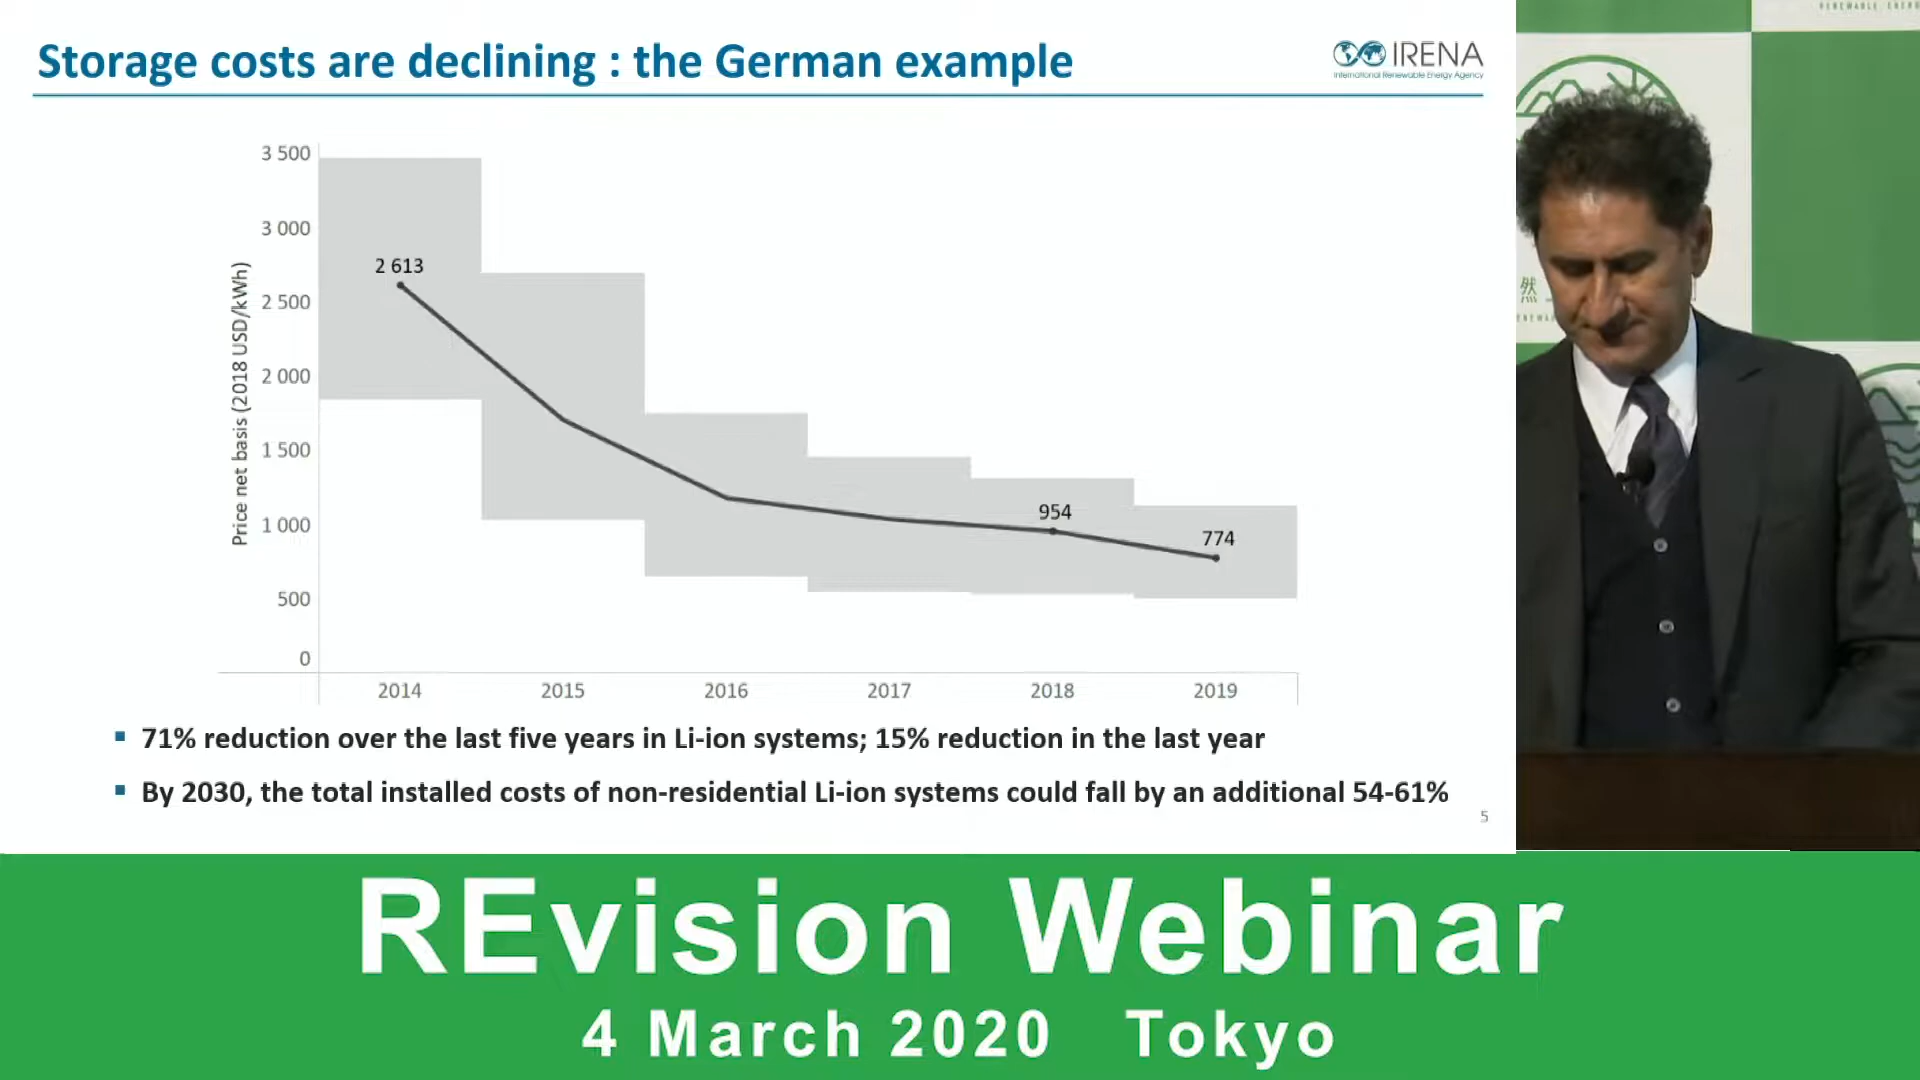 Storage costs are declining : the German example
IRENA
International Renewable Energy Agency
Price net basis (2018 USD/kWh)
3 500
3 000
2 500
2 000
1 500
1 000
500
0
2 613
954
774
2014 2015 2016 2017 2018 2019
▪ 71% reduction over the last five years in Li-ion systems; 15% reduction in the last year
▪ By 2030, the total installed costs of non-residential Li-ion systems could fall by an additional 54-61%
5
然
REvision Webinar
4 March 2020 Tokyo